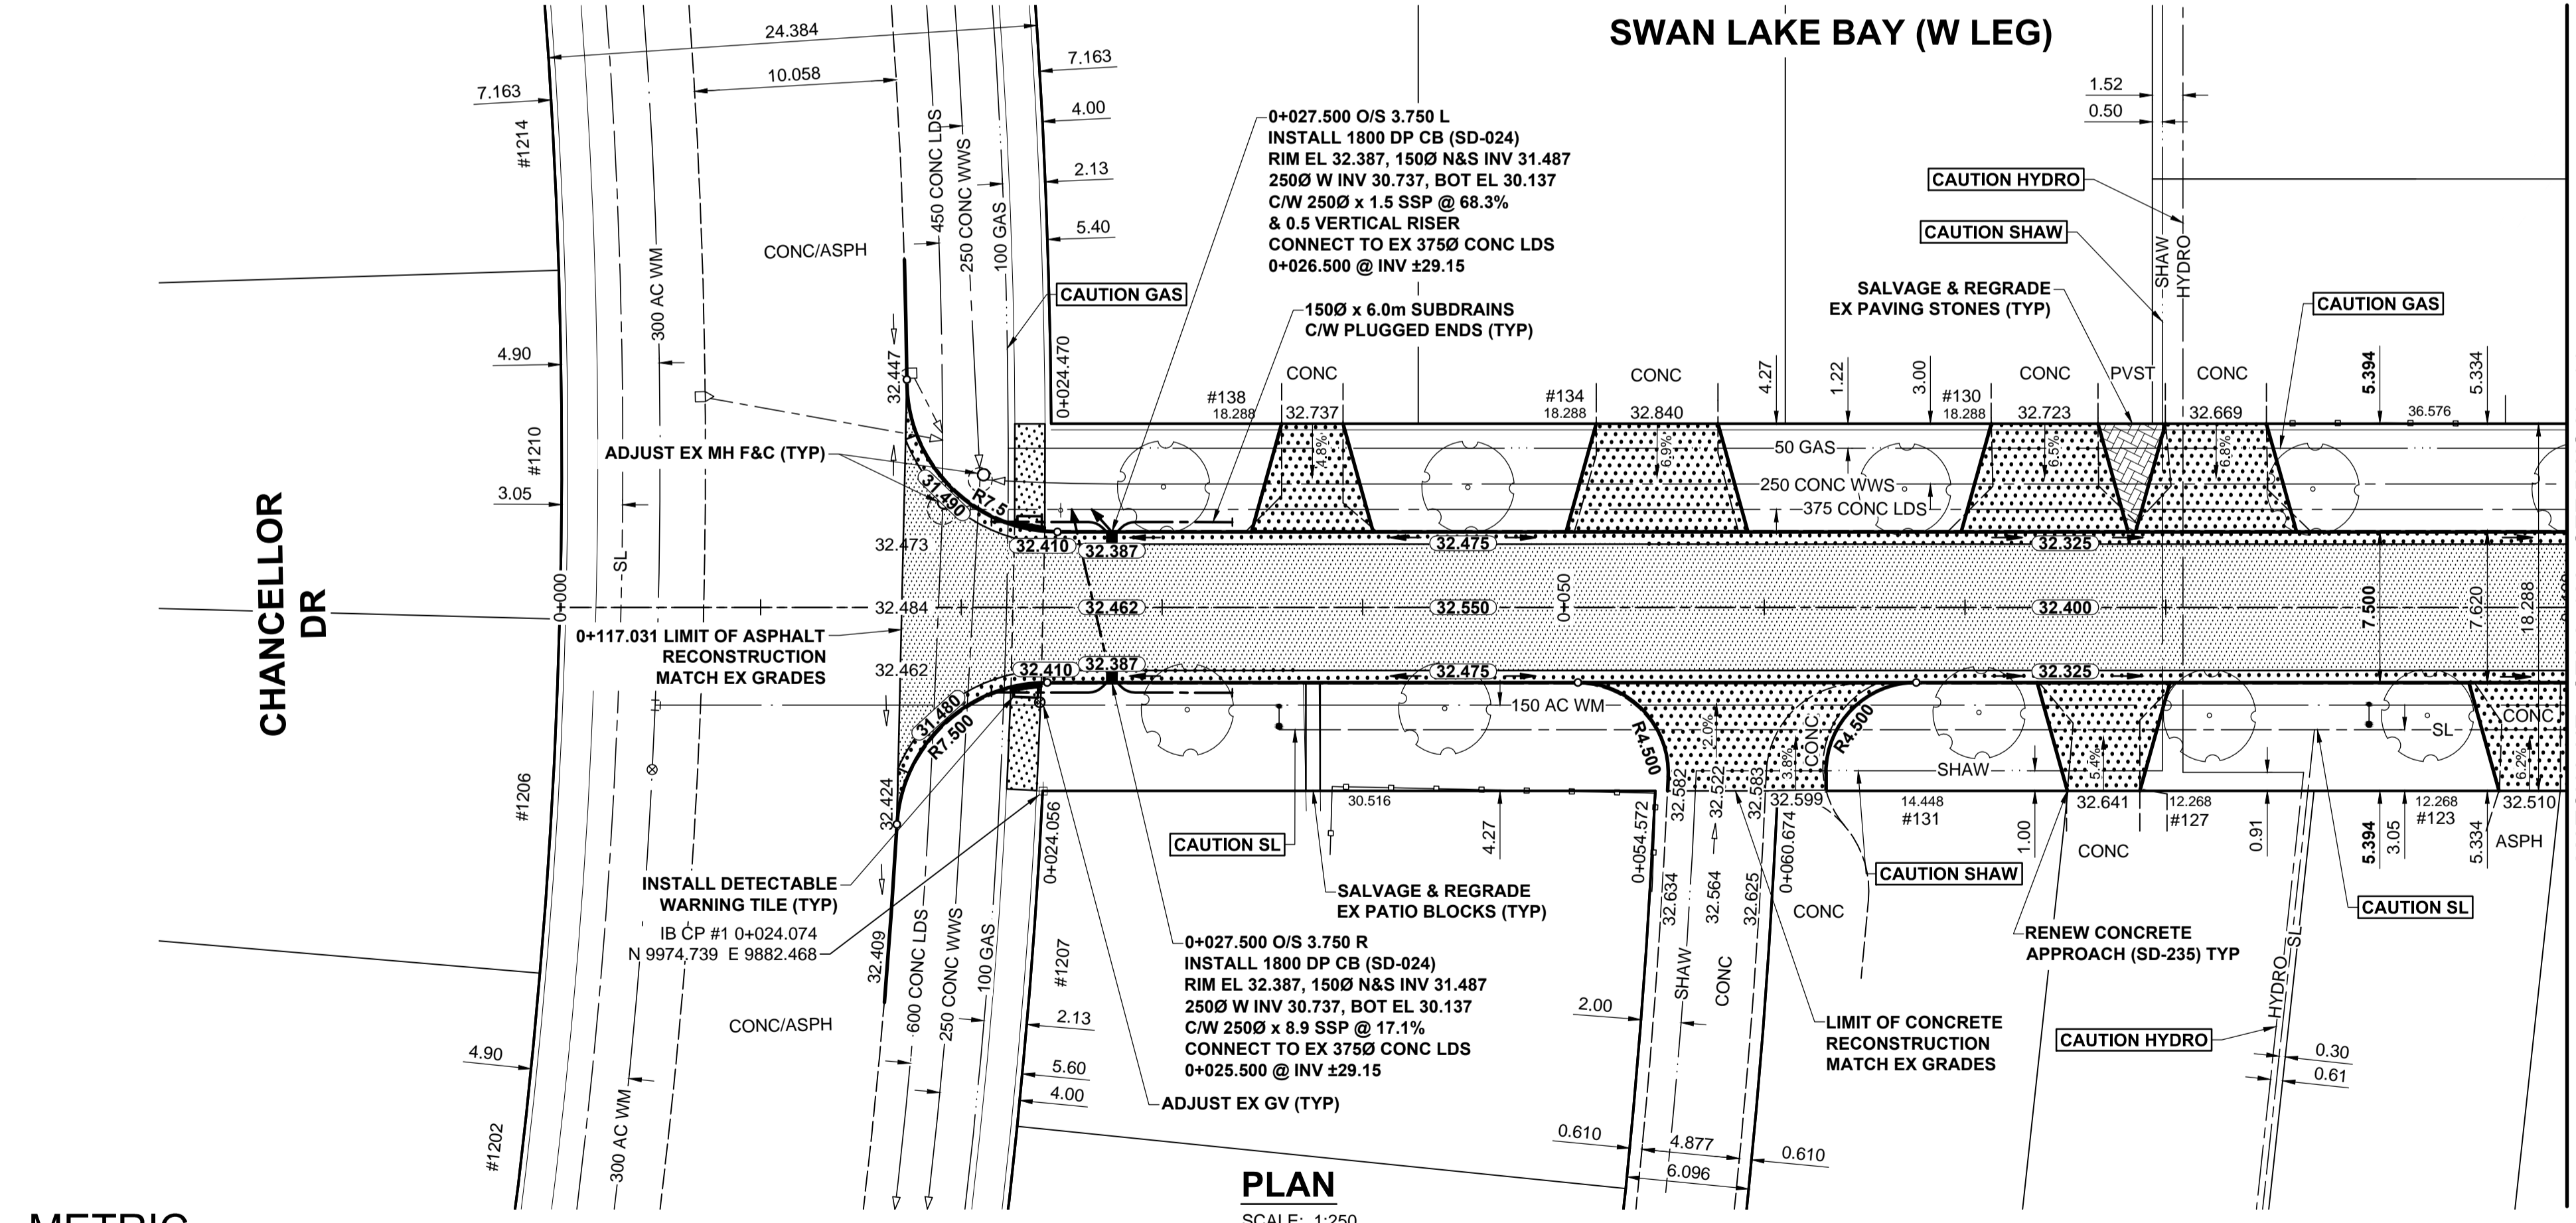 SWAN LAKE BAY (W LEG)
24.384
10.058
7.163
7.163
4.00
2.13
5.40
#1214
450 CONC LDS
250 CONC WWS
100 GAS
300 AC WM
CONC/ASPH
CAUTION GAS
0+027.500 O/S 3.750 L
INSTALL 1800 DP CB (SD-024)
RIM EL 32.387, 150Ø N&S INV 31.487
250Ø W INV 30.737, BOT EL 30.137
C/W 250Ø x 1.5 SSP @ 68.3%
& 0.5 VERTICAL RISER
CONNECT TO EX 375Ø CONC LDS
0+026.500 @ INV ±29.15
150Ø x 6.0m SUBDRAINS
C/W PLUGGED ENDS (TYP)
1.52
0.50
CAUTION HYDRO
CAUTION SHAW
SHAW
HYDRO
SALVAGE & REGRADE
EX PAVING STONES (TYP)
CAUTION GAS
4.90
32.447
0+024.470
#138
18.288
CONC
32.737
4.8%
#134
18.288
CONC
32.840
6.9%
4.27
1.22
3.00
#130
18.288
CONC
32.723
6.5%
PVST
CONC
32.669
6.8%
5.394
36.576
5.334
#1210
3.05
ADJUST EX MH F&C (TYP)
31.490
R7.5
50 GAS
250 CONC WWS
375 CONC LDS
CHANCELLOR
DR
SL
0+000
32.473
32.410
32.387
32.475
32.325
32.484
32.462
32.550
0+050
32.400
7.500
7.620
18.288
0+117.031 LIMIT OF ASPHALT
RECONSTRUCTION
MATCH EX GRADES
32.462
32.410
32.387
32.475
32.325
31.480
R7.500
32.424
150 AC WM
R4.500
2.0%
3.8%
CONC
R4.500
SHAW
5.4%
SL
CONC
6.2%
#1206
0+024.056
30.516
4.27
0+054.572
32.582
32.522
32.583
32.599
0+060.674
14.448
#131
1.00
32.641
CONC
12.268
#127
0.91
5.394
3.05
12.268
#123
5.334
32.510
ASPH
CAUTION SL
INSTALL DETECTABLE
WARNING TILE (TYP)
IB CP #1 0+024.074
N 9974.739 E 9882.468
SALVAGE & REGRADE
EX PATIO BLOCKS (TYP)
32.634
32.564
32.625
CONC
CAUTION SHAW
CAUTION SL
RENEW CONCRETE
APPROACH (SD-235) TYP
32.409
600 CONC LDS
250 CONC WWS
100 GAS
#1207
0+027.500 O/S 3.750 R
INSTALL 1800 DP CB (SD-024)
RIM EL 32.387, 150Ø N&S INV 31.487
250Ø W INV 30.737, BOT EL 30.137
C/W 250Ø x 8.9 SSP @ 17.1%
CONNECT TO EX 375Ø CONC LDS
0+025.500 @ INV ±29.15
SHAW
CONC
2.00
LIMIT OF CONCRETE
RECONSTRUCTION
MATCH EX GRADES
CAUTION HYDRO
HYDRO
SL
0.30
0.61
CONC/ASPH
4.90
2.13
5.60
4.00
ADJUST EX GV (TYP)
300 AC WM
#1202
0.610
4.877
0.610
6.096
PLAN
SCALE: 1:250
METRIC